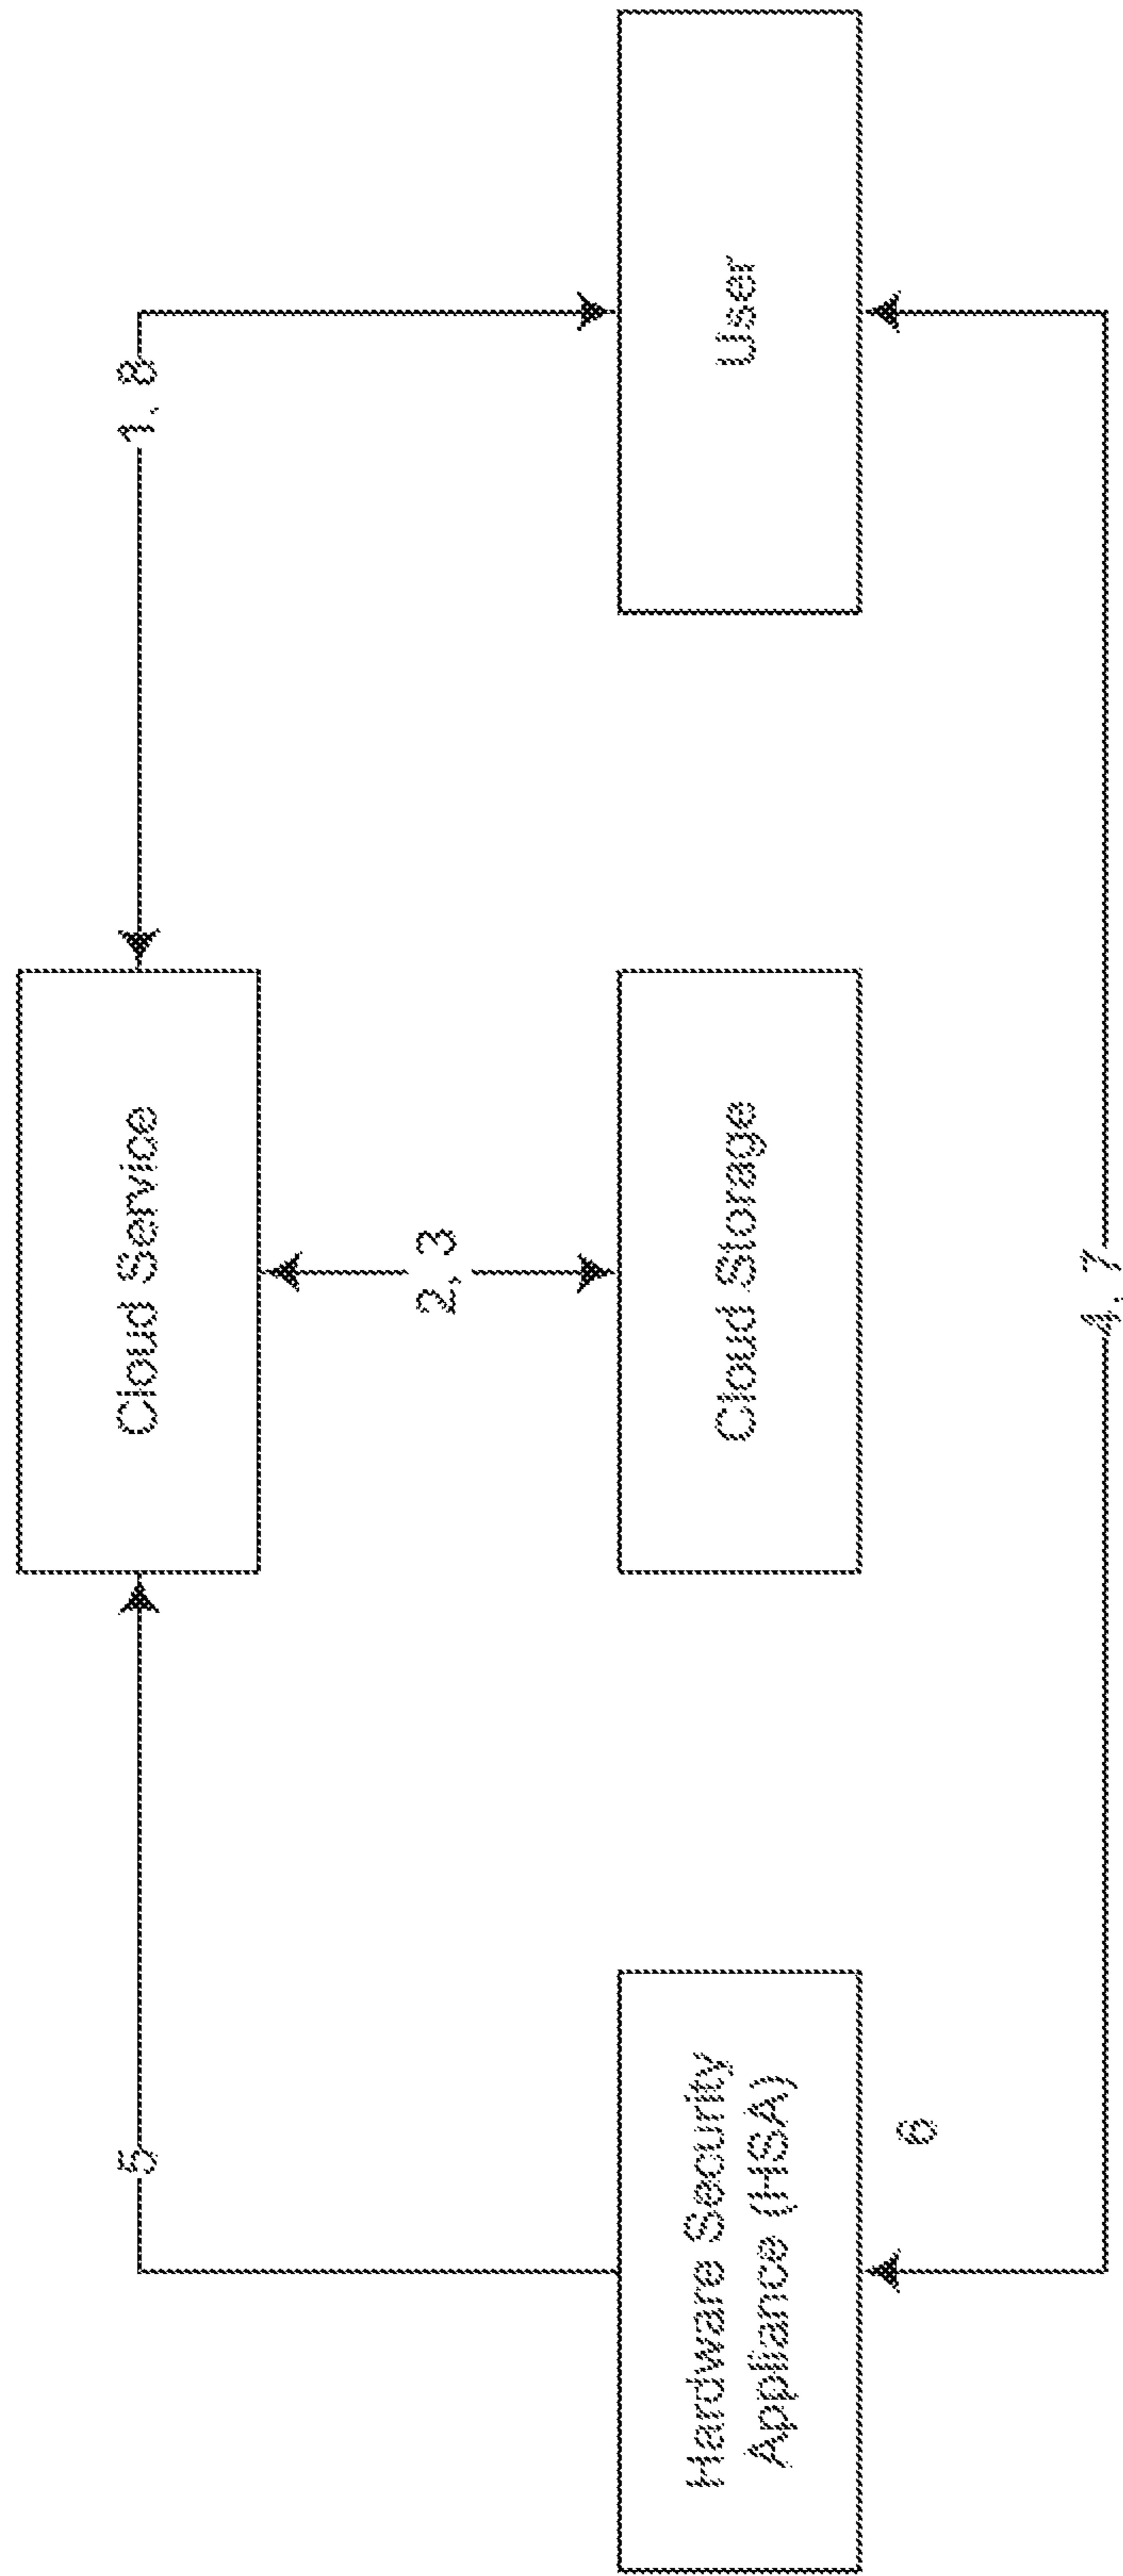 Cloud Service
5
1, 8
2, 3
Hardware Security
Appliance (HSA)
Cloud Storage
User
6
4, 7